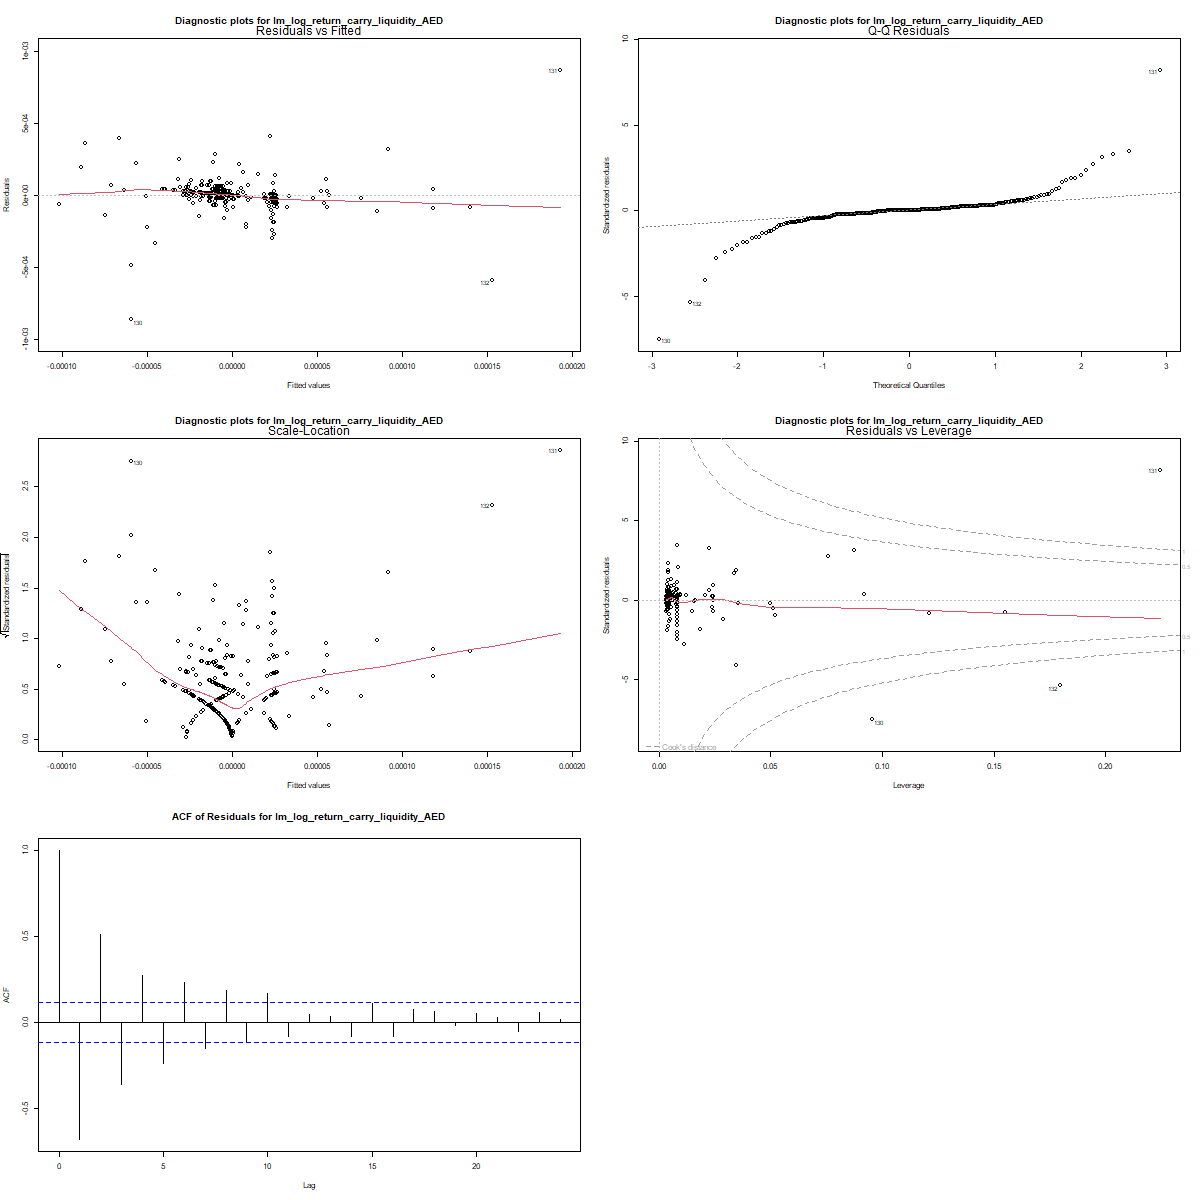 Diagnostic plots for lm_log_return_carry_liquidity_AED
Residuals vs Fitted
1e-03
5e-04
0e+00
-5e-04
-1e-03
Residuals
131
132
130
-0.00010 -0.00005 0.00000 0.00005 0.00010 0.00015 0.00020
Fitted values
Diagnostic plots for lm_log_return_carry_liquidity_AED
Q-Q Residuals
10
5
0
-5
Standardized residuals
131
132
130
-3 -2 -1 0 1 2 3
Theoretical Quantiles
Diagnostic plots for lm_log_return_carry_liquidity_AED
Scale-Location
2.5
2.0
1.5
1.0
0.5
0.0
√|Standardized residuals|
130
131
132
-0.00010 -0.00005 0.00000 0.00005 0.00010 0.00015 0.00020
Fitted values
Diagnostic plots for lm_log_return_carry_liquidity_AED
Residuals vs Leverage
10
5
0
-5
Standardized residuals
131
1
0.5
0.5
1
132
130
Cook's distance
0.00 0.05 0.10 0.15 0.20
Leverage
ACF of Residuals for lm_log_return_carry_liquidity_AED
1.0
0.5
0.0
-0.5
ACF
0 5 10 15 20
Lag